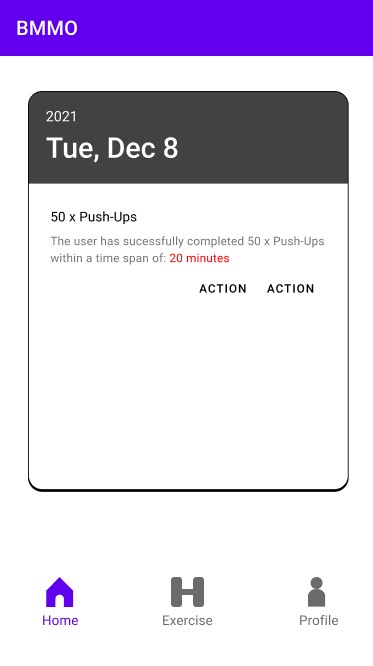 BMMO
2021
Tue, Dec 8
50 x Push-Ups
The user has sucessfully completed 50 x Push-Ups
within a time span of: 20 minutes
ACTION ACTION
Home Exercise Profile